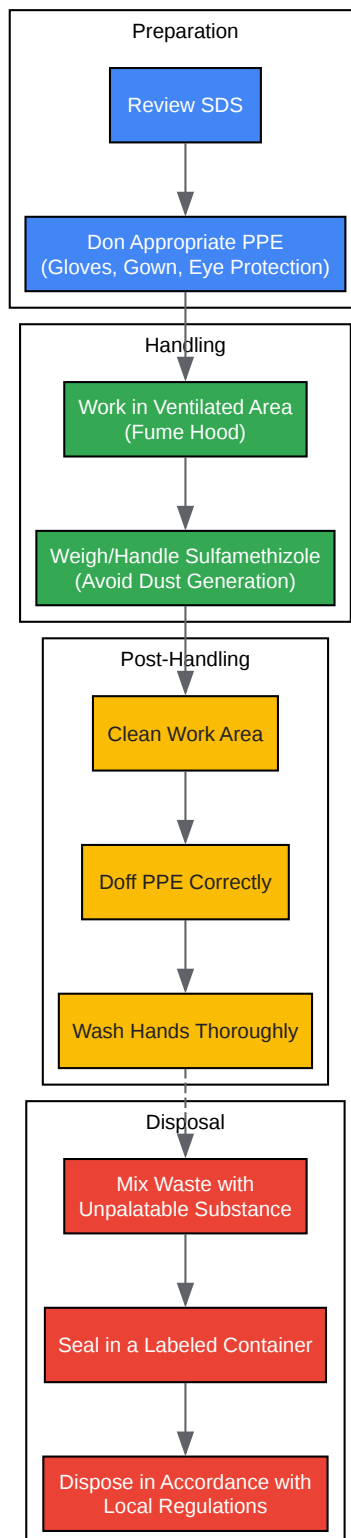 Preparation
Review SDS
Don Appropriate PPE
(Gloves, Gown, Eye Protection)
Handling
Work in Ventilated Area
(Fume Hood)
Weigh/Handle Sulfamethizole
(Avoid Dust Generation)
Post-Handling
Clean Work Area
Doff PPE Correctly
Wash Hands Thoroughly
Disposal
Mix Waste with
Unpalatable Substance
Seal in a Labeled Container
Dispose in Accordance with
Local Regulations